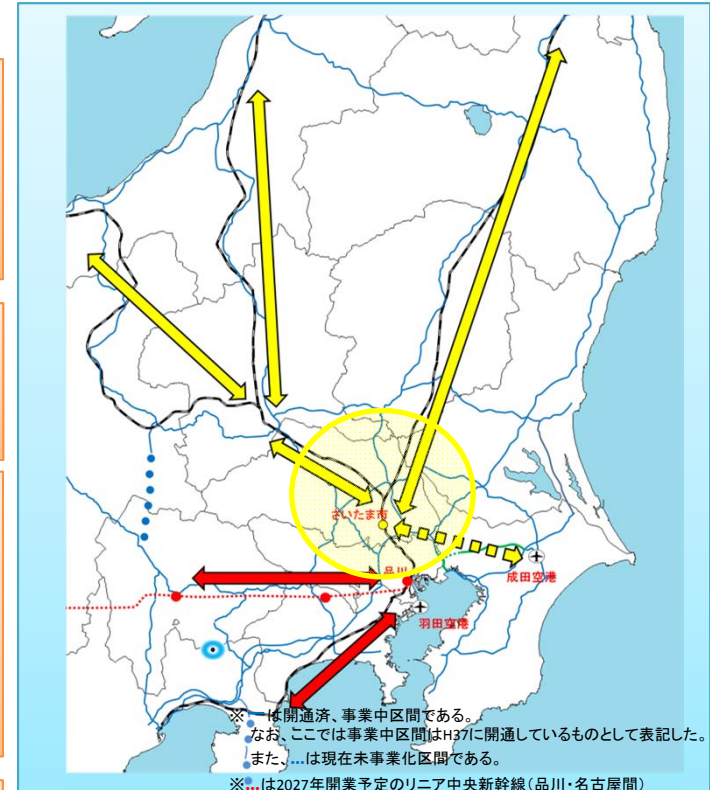 さいたま市
成田空港
品川
羽田空港
※ーは開通済、事業中区間である。
なお、ここでは事業中区間はH37に開通しているものとして表記した。
また、…は現在未事業化区間である。
※…は2027年開業予定のリニア中央新幹線（品川・名古屋間）